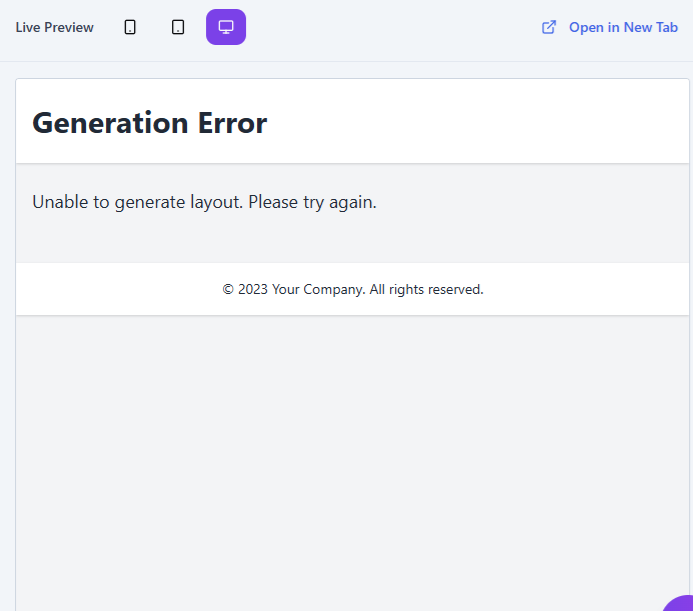 Live Preview
Open in New Tab
Generation Error
Unable to generate layout. Please try again.
© 2023 Your Company. All rights reserved.